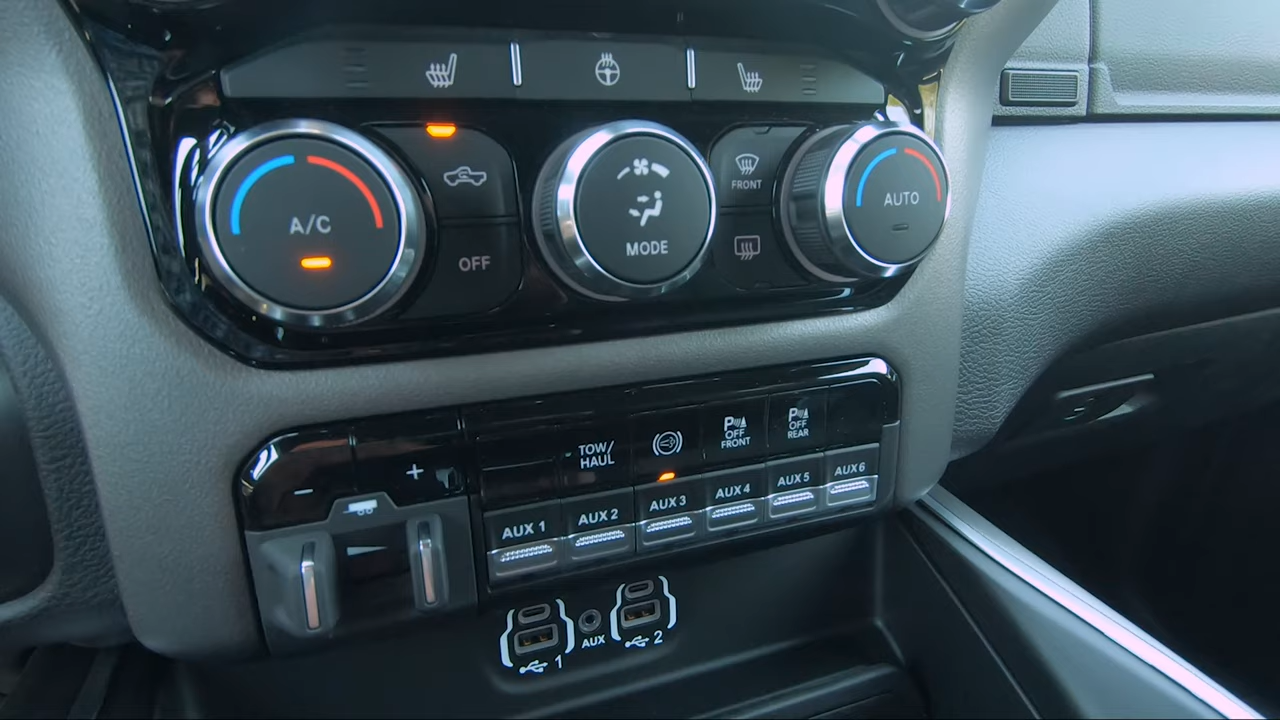 A/C
OFF
MODE
FRONT
AUTO
- +
TOW/
HAUL
P
OFF
FRONT
P
OFF
REAR
AUX 1
AUX 2
AUX 3
AUX 4
AUX 5
AUX 6
1
AUX
2